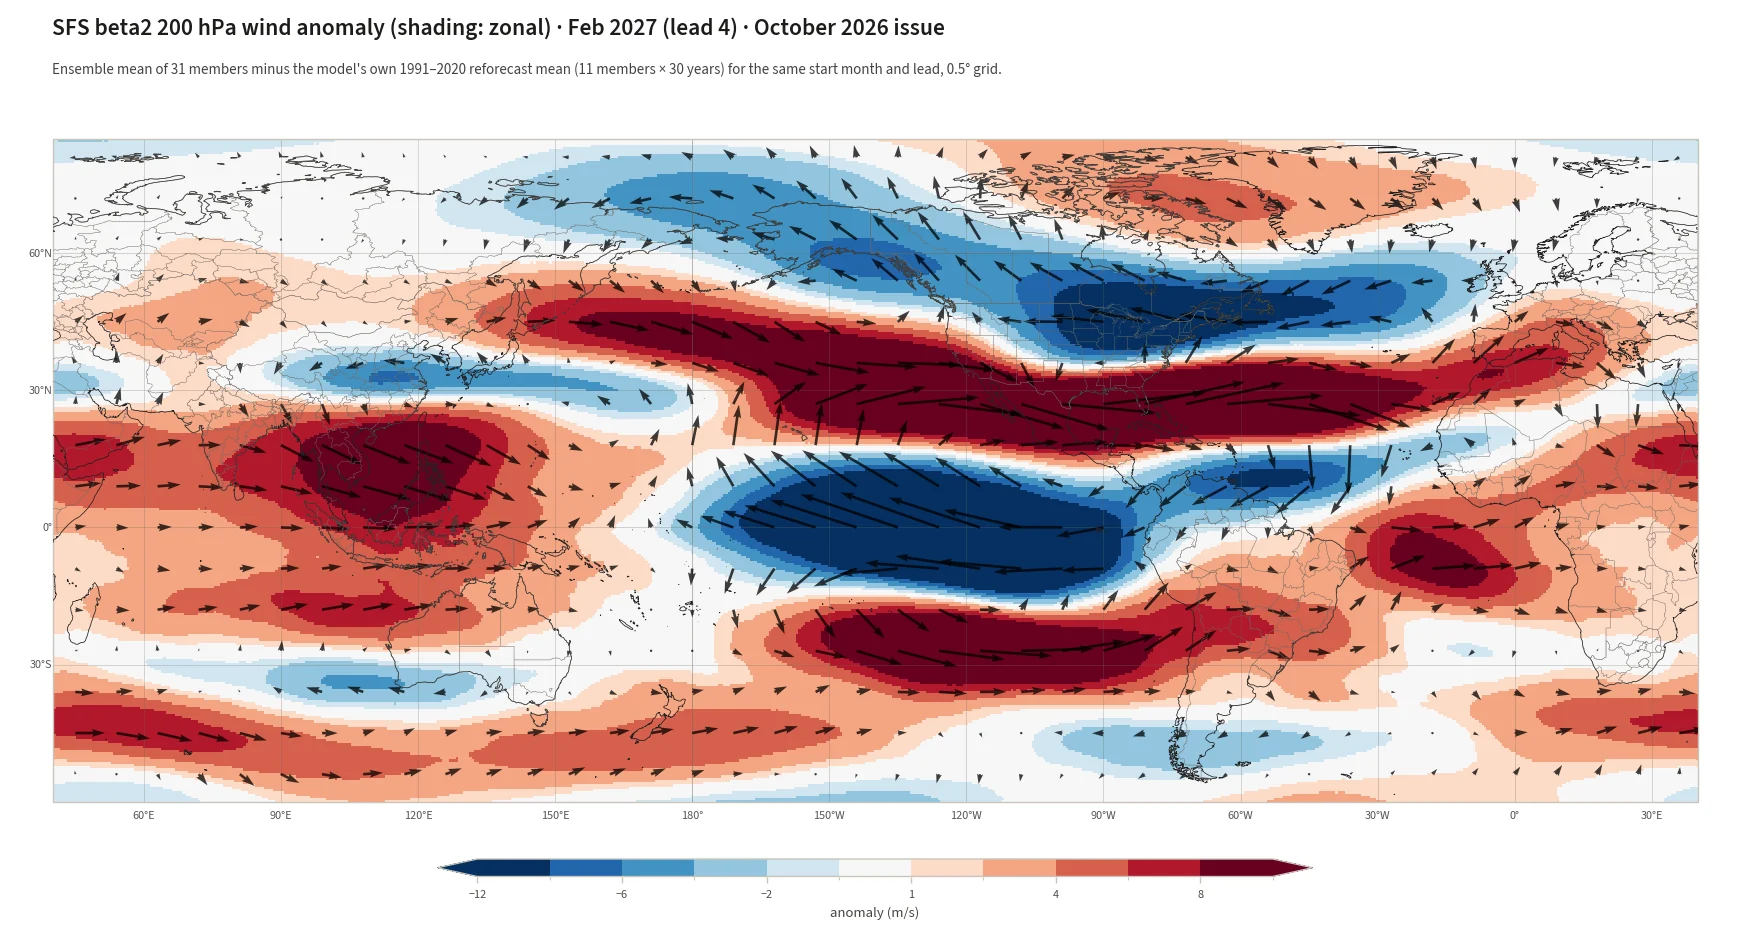 SFS beta2 200 hPa wind anomaly (shading: zonal) · Feb 2027 (lead 4) · October 2026 issue
Ensemble mean of 31 members minus the model's own 1991–2020 reforecast mean (11 members × 30 years) for the same start month and lead, 0.5° grid.
60°N
30°N
0°
30°S
60°E 90°E 120°E 150°E 180° 150°W 120°W 90°W 60°W 30°W 0° 30°E
−12 −6 −2 1 4 8
anomaly (m/s)